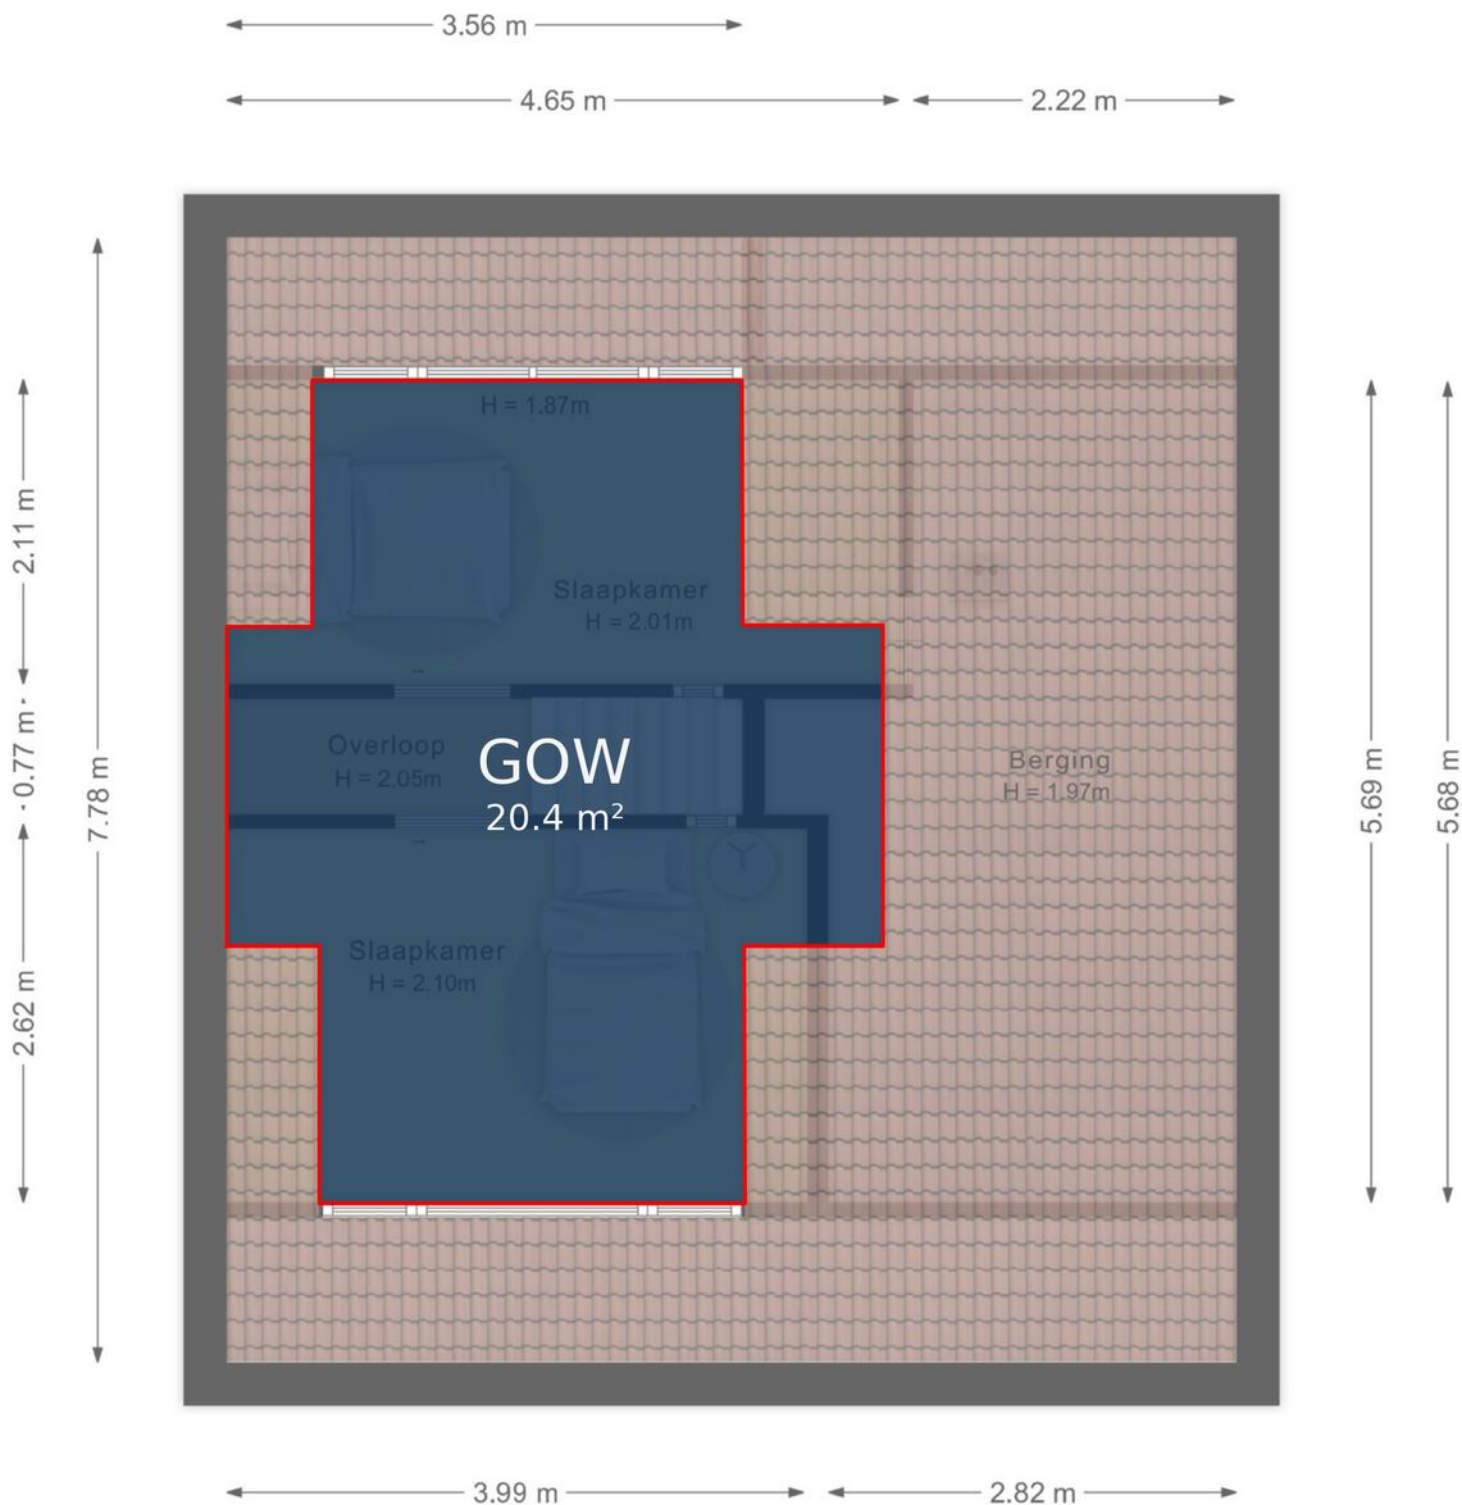 3.56 m
4.65 m
2.22 m
H = 1.87m
2.11 m
Slaapkamer
H = 2.01m
0.77 m
7.78 m
Overloop
H = 2.05m
GOW
20.4 m²
Berging
H = 1.97m
5.69 m
5.68 m
2.62 m
Slaapkamer
H = 2.10m
3.99 m
2.82 m